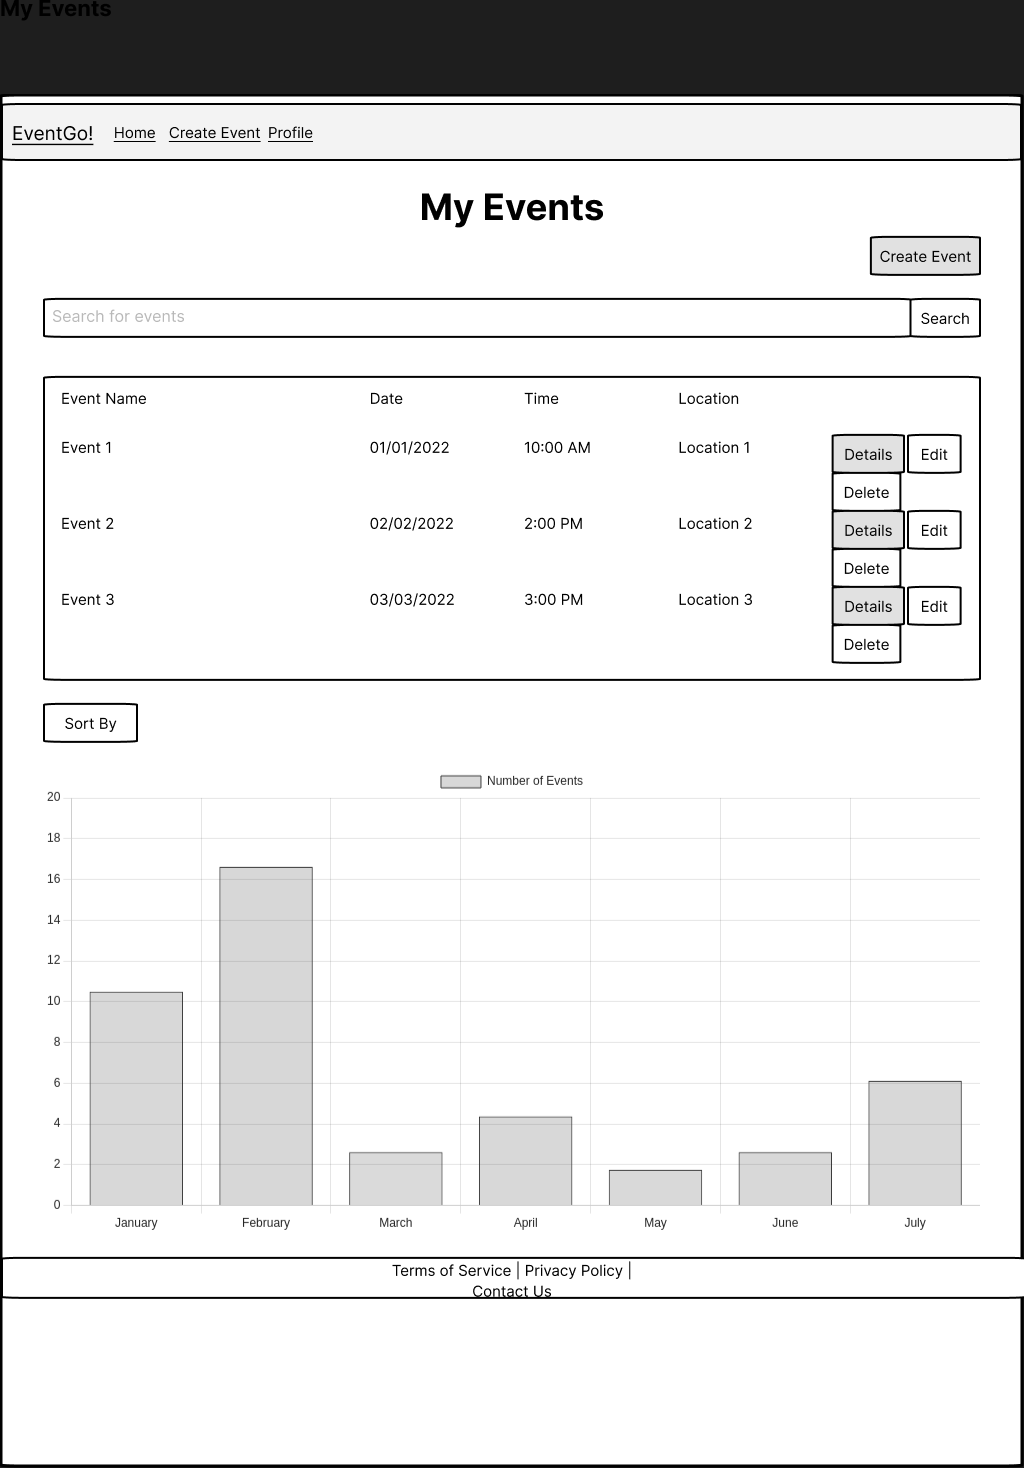 My Events
EventGo! Home Create Event Profile
My Events
Create Event
Search for events Search
Event Name Date Time Location
Event 1 01/01/2022 10:00 AM Location 1 Details Edit
Delete
Event 2 02/02/2022 2:00 PM Location 2 Details Edit
Delete
Event 3 03/03/2022 3:00 PM Location 3 Details Edit
Delete
Sort By
Number of Events
20
18
16
14
12
10
8
6
4
2
0
January February March April May June July
Terms of Service | Privacy Policy |
Contact Us